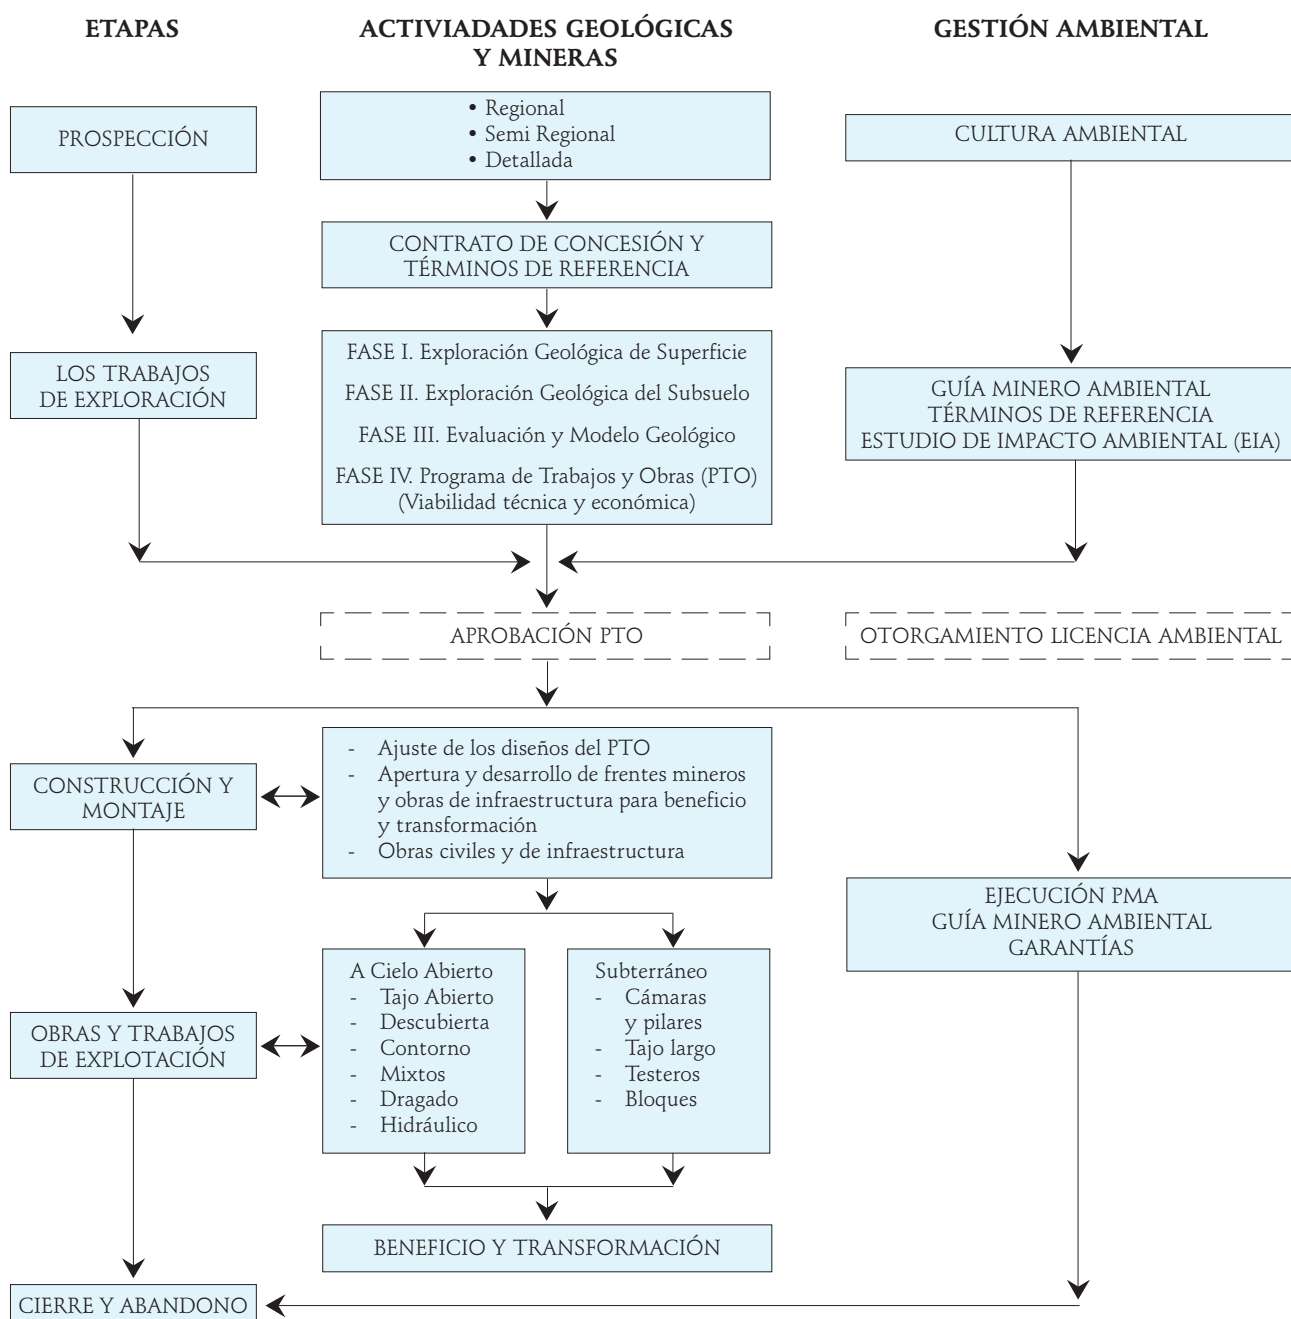 ETAPAS
ACTIVIADADES GEOLÓGICAS
Y MINERAS
GESTIÓN AMBIENTAL
PROSPECCIÓN
• Regional
• Semi Regional
• Detallada
CULTURA AMBIENTAL
CONTRATO DE CONCESIÓN Y
TÉRMINOS DE REFERENCIA
LOS TRABAJOS
DE EXPLORACIÓN
FASE I. Exploración Geológica de Superficie
FASE II. Exploración Geológica del Subsuelo
FASE III. Evaluación y Modelo Geológico
FASE IV. Programa de Trabajos y Obras (PTO)
(Viabilidad técnica y económica)
GUÍA MINERO AMBIENTAL
TÉRMINOS DE REFERENCIA
ESTUDIO DE IMPACTO AMBIENTAL (EIA)
APROBACIÓN PTO
OTORGAMIENTO LICENCIA AMBIENTAL
CONSTRUCCIÓN Y
MONTAJE
- Ajuste de los diseños del PTO
- Apertura y desarrollo de frentes mineros
y obras de infraestructura para beneficio
y transformación
- Obras civiles y de infraestructura
EJECUCIÓN PMA
GUÍA MINERO AMBIENTAL
GARANTÍAS
OBRAS Y TRABAJOS
DE EXPLOTACIÓN
A Cielo Abierto
- Tajo Abierto
- Descubierta
- Contorno
- Mixtos
- Dragado
- Hidráulico
Subterráneo
- Cámaras
y pilares
- Tajo largo
- Testeros
- Bloques
BENEFICIO Y TRANSFORMACIÓN
CIERRE Y ABANDONO